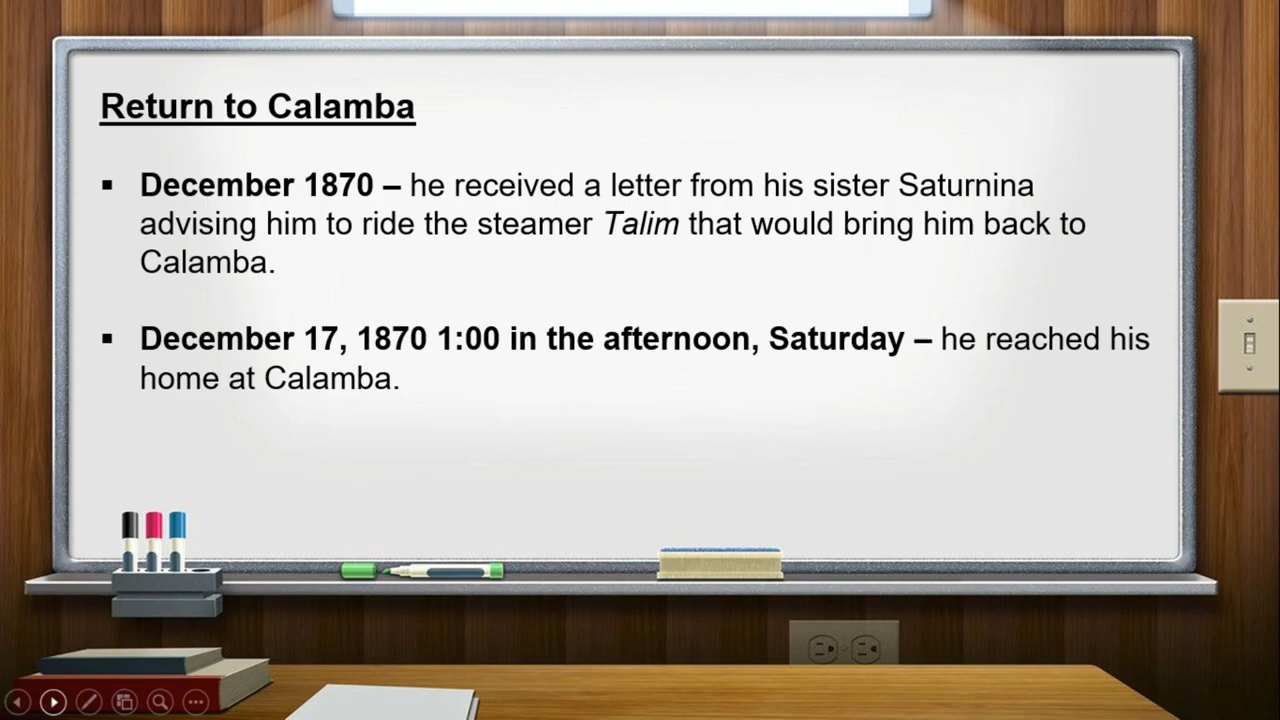 Return to Calamba
▪ December 1870 – he received a letter from his sister Saturnina
advising him to ride the steamer Talim that would bring him back to
Calamba.
▪ December 17, 1870 1:00 in the afternoon, Saturday – he reached his
home at Calamba.